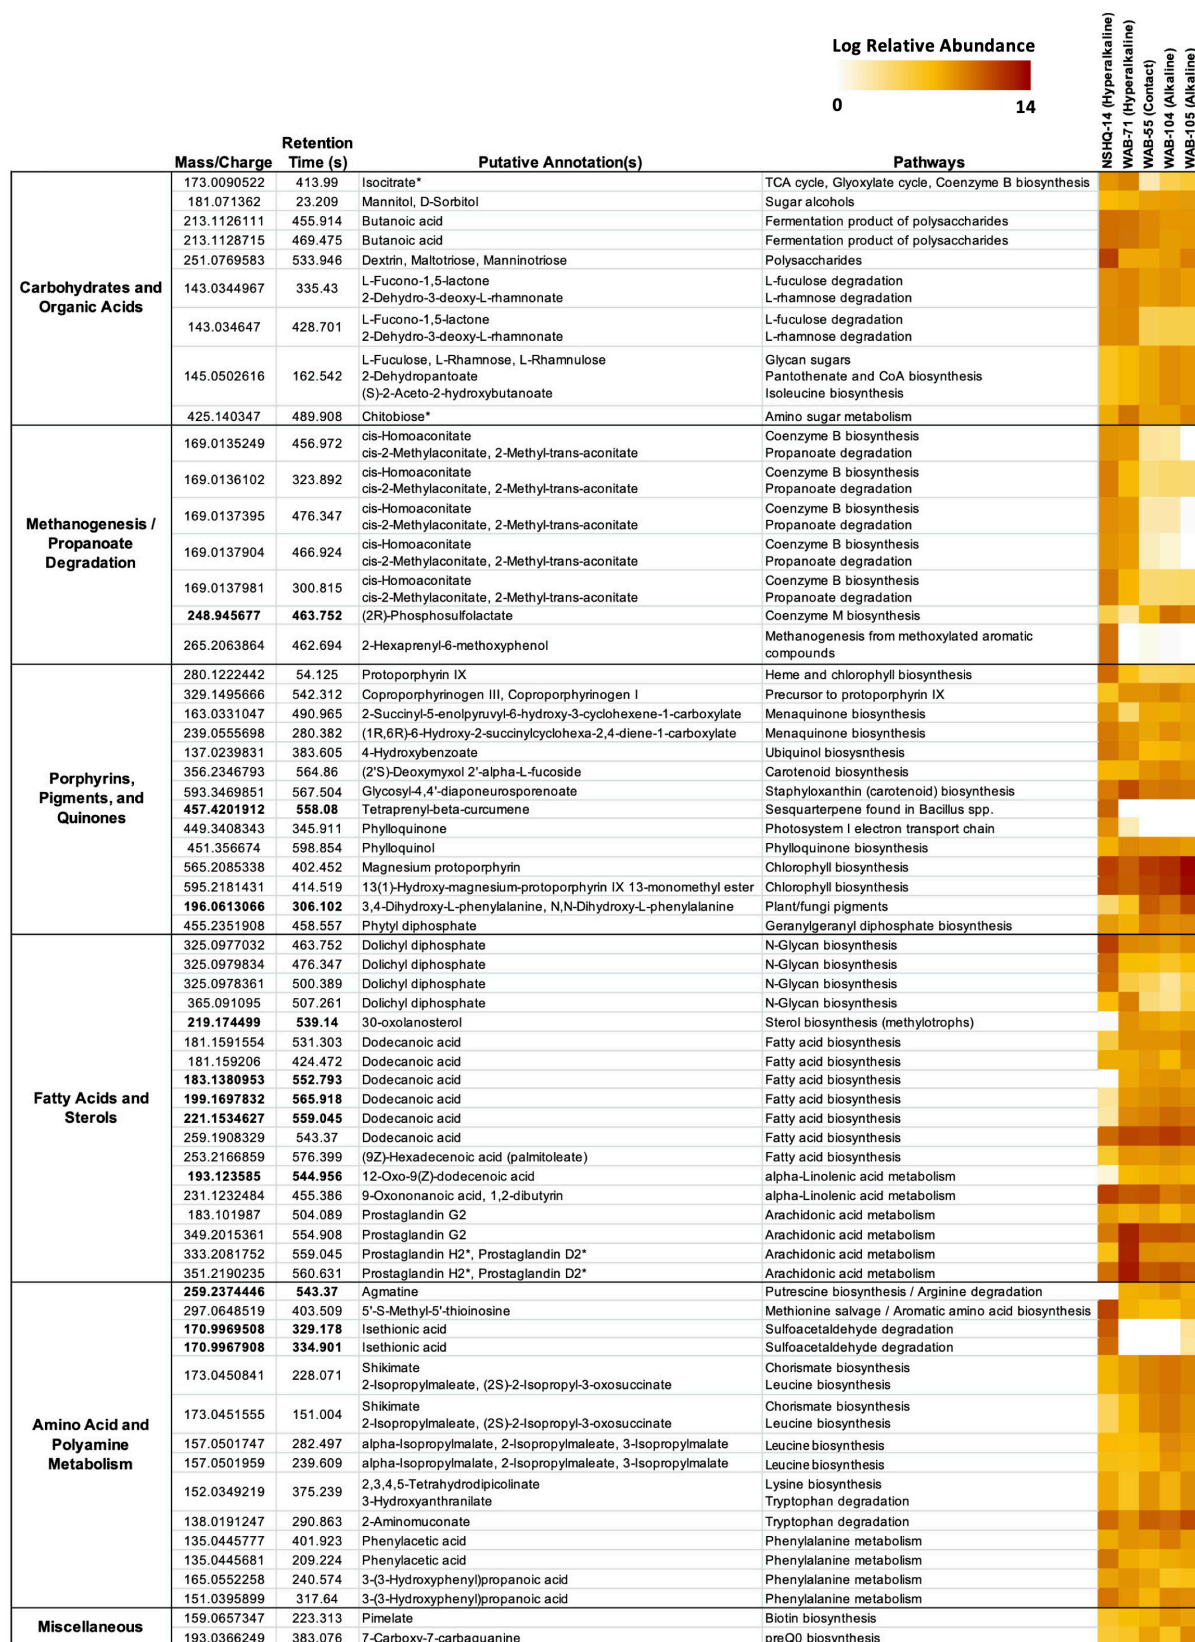 Log Relative Abundance
0 14
NSHQ-14 (Hyperalkaline)
WAB-71 (Hyperalkaline)
WAB-55 (Contact)
WAB-104 (Alkaline)
WAB-105 (Alkaline)
Mass/Charge Retention Time (s) Putative Annotation(s) Pathways
Carbohydrates and Organic Acids
173.0090522 413.99 Isocitrate* TCA cycle, Glyoxylate cycle, Coenzyme B biosynthesis
181.071362 23.209 Mannitol, D-Sorbitol Sugar alcohols
213.1126111 455.914 Butanoic acid Fermentation product of polysaccharides
213.1128715 469.475 Butanoic acid Fermentation product of polysaccharides
251.0769583 533.946 Dextrin, Maltotriose, Manninotriose Polysaccharides
143.0344967 335.43 L-Fucono-1,5-lactone L-fuculose degradation
2-Dehydro-3-deoxy-L-rhamnonate L-rhamnose degradation
143.034647 428.701 L-Fucono-1,5-lactone L-fuculose degradation
2-Dehydro-3-deoxy-L-rhamnonate L-rhamnose degradation
145.0502616 162.542 L-Fuculose, L-Rhamnose, L-Rhamnulose Glycan sugars
2-Dehydropantoate Pantothenate and CoA biosynthesis
(S)-2-Aceto-2-hydroxybutanoate Isoleucine biosynthesis
425.140347 489.908 Chitobiose* Amino sugar metabolism
Methanogenesis / Propanoate Degradation
169.0135249 456.972 cis-Homoaconitate Coenzyme B biosynthesis
cis-2-Methylaconitate, 2-Methyl-trans-aconitate Propanoate degradation
169.0136102 323.892 cis-Homoaconitate Coenzyme B biosynthesis
cis-2-Methylaconitate, 2-Methyl-trans-aconitate Propanoate degradation
169.0137395 476.347 cis-Homoaconitate Coenzyme B biosynthesis
cis-2-Methylaconitate, 2-Methyl-trans-aconitate Propanoate degradation
169.0137904 466.924 cis-Homoaconitate Coenzyme B biosynthesis
cis-2-Methylaconitate, 2-Methyl-trans-aconitate Propanoate degradation
169.0137981 300.815 cis-Homoaconitate Coenzyme B biosynthesis
cis-2-Methylaconitate, 2-Methyl-trans-aconitate Propanoate degradation
248.945677 463.752 (2R)-Phosphosulfolactate Coenzyme M biosynthesis
265.2063864 462.694 2-Hexaprenyl-6-methoxyphenol Methanogenesis from methoxylated aromatic
compounds
Porphyrins, Pigments, and Quinones
280.1222442 54.125 Protoporphyrin IX Heme and chlorophyll biosynthesis
329.1495666 542.312 Coproporphyrinogen III, Coproporphyrinogen I Precursor to protoporphyrin IX
163.0331047 490.965 2-Succinyl-5-enolpyruvyl-6-hydroxy-3-cyclohexene-1-carboxylate Menaquinone biosynthesis
239.0555698 280.382 (1R,6R)-6-Hydroxy-2-succinylcyclohexa-2,4-diene-1-carboxylate Menaquinone biosynthesis
137.0239831 383.605 4-Hydroxybenzoate Ubiquinol biosysnthesis
356.2346793 564.86 (2'S)-Deoxymyxol 2'-alpha-L-fucoside Carotenoid biosynthesis
593.3469851 567.504 Glycosyl-4,4'-diaponeurosporenoate Staphyloxanthin (carotenoid) biosynthesis
457.4201912 558.08 Tetraprenyl-beta-curcumene Sesquarterpene found in Bacillus spp.
449.3408343 345.911 Phylloquinone Photosystem I electron transport chain
451.356674 598.854 Phylloquinol Phylloquinone biosynthesis
565.2085338 402.452 Magnesium protoporphyrin Chlorophyll biosynthesis
595.2181431 414.519 13(1)-Hydroxy-magnesium-protoporphyrin IX 13-monomethyl ester Chlorophyll biosynthesis
196.0613066 306.102 3,4-Dihydroxy-L-phenylalanine, N,N-Dihydroxy-L-phenylalanine Plant/fungi pigments
455.2351908 458.557 Phytyl diphosphate Geranylgeranyl diphosphate biosynthesis
Fatty Acids and Sterols
325.0977032 463.752 Dolichyl diphosphate N-Glycan biosynthesis
325.0979834 476.347 Dolichyl diphosphate N-Glycan biosynthesis
325.0978361 500.389 Dolichyl diphosphate N-Glycan biosynthesis
365.091095 507.261 Dolichyl diphosphate N-Glycan biosynthesis
219.174499 539.14 30-oxolanosterol Sterol biosynthesis (methylotrophs)
181.1591554 531.303 Dodecanoic acid Fatty acid biosynthesis
181.159206 424.472 Dodecanoic acid Fatty acid biosynthesis
183.1380953 552.793 Dodecanoic acid Fatty acid biosynthesis
199.1697832 565.918 Dodecanoic acid Fatty acid biosynthesis
221.1534627 559.045 Dodecanoic acid Fatty acid biosynthesis
259.1908329 543.37 Dodecanoic acid Fatty acid biosynthesis
253.2166859 576.399 (9Z)-Hexadecenoic acid (palmitoleate) Fatty acid biosynthesis
193.123585 544.956 12-Oxo-9(Z)-dodecenoic acid alpha-Linolenic acid metabolism
231.1232484 455.386 9-Oxononanoic acid, 1,2-dibutyrin alpha-Linolenic acid metabolism
183.101987 504.089 Prostaglandin G2 Arachidonic acid metabolism
349.2015361 554.908 Prostaglandin G2 Arachidonic acid metabolism
333.2081752 559.045 Prostaglandin H2*, Prostaglandin D2* Arachidonic acid metabolism
351.2190235 560.631 Prostaglandin H2*, Prostaglandin D2* Arachidonic acid metabolism
Amino Acid and Polyamine Metabolism
259.2374446 543.37 Agmatine Putrescine biosynthesis / Arginine degradation
297.0648519 403.509 5'-S-Methyl-5'-thioinosine Methionine salvage / Aromatic amino acid biosynthesis
170.9969508 329.178 Isethionic acid Sulfoacetaldehyde degradation
170.9967908 334.901 Isethionic acid Sulfoacetaldehyde degradation
173.0450841 228.071 Shikimate Chorismate biosynthesis
2-Isopropylmaleate, (2S)-2-Isopropyl-3-oxosuccinate Leucine biosynthesis
173.0451555 151.004 Shikimate Chorismate biosynthesis
2-Isopropylmaleate, (2S)-2-Isopropyl-3-oxosuccinate Leucine biosynthesis
157.0501747 282.497 alpha-Isopropylmalate, 2-Isopropylmaleate, 3-Isopropylmalate Leucine biosynthesis
157.0501959 239.609 alpha-Isopropylmalate, 2-Isopropylmaleate, 3-Isopropylmalate Leucine biosynthesis
152.0349219 375.239 2,3,4,5-Tetrahydrodipicolinate Lysine biosynthesis
3-Hydroxyanthranilate Tryptophan degradation
138.0191247 290.863 2-Aminomuconate Tryptophan degradation
135.0445777 401.923 Phenylacetic acid Phenylalanine metabolism
135.0445681 209.224 Phenylacetic acid Phenylalanine metabolism
165.0552258 240.574 3-(3-Hydroxyphenyl)propanoic acid Phenylalanine metabolism
151.0395899 317.64 3-(3-Hydroxyphenyl)propanoic acid Phenylalanine metabolism
Miscellaneous
159.0657347 223.313 Pimelate Biotin biosynthesis
193.0366249 383.076 7-Carboxy-7-carbaguanine preQ0 biosynthesis